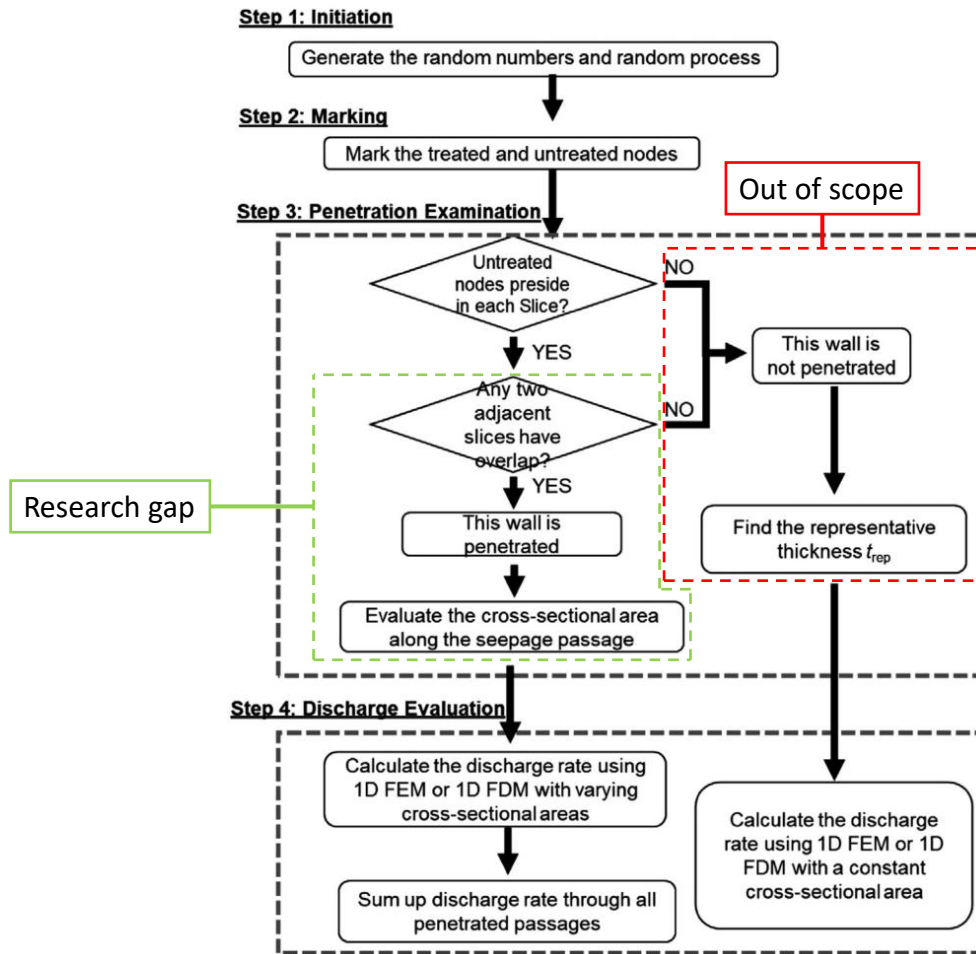 Step 1: Initiation
Generate the random numbers and random process
Step 2: Marking
Mark the treated and untreated nodes
Out of scope
Step 3: Penetration Examination
Untreated
nodes preside
in each Slice?
NO
YES
This wall is
not penetrated
Any two
adjacent
slices have
overlap?
NO
YES
Research gap
This wall is
penetrated
Find the representative
thickness t_rep
Evaluate the cross-sectional area
along the seepage passage
Step 4: Discharge Evaluation
Calculate the discharge rate using
1D FEM or 1D FDM with varying
cross-sectional areas
Calculate the discharge
rate using 1D FEM or 1D
FDM with a constant
cross-sectional area
Sum up discharge rate through all
penetrated passages